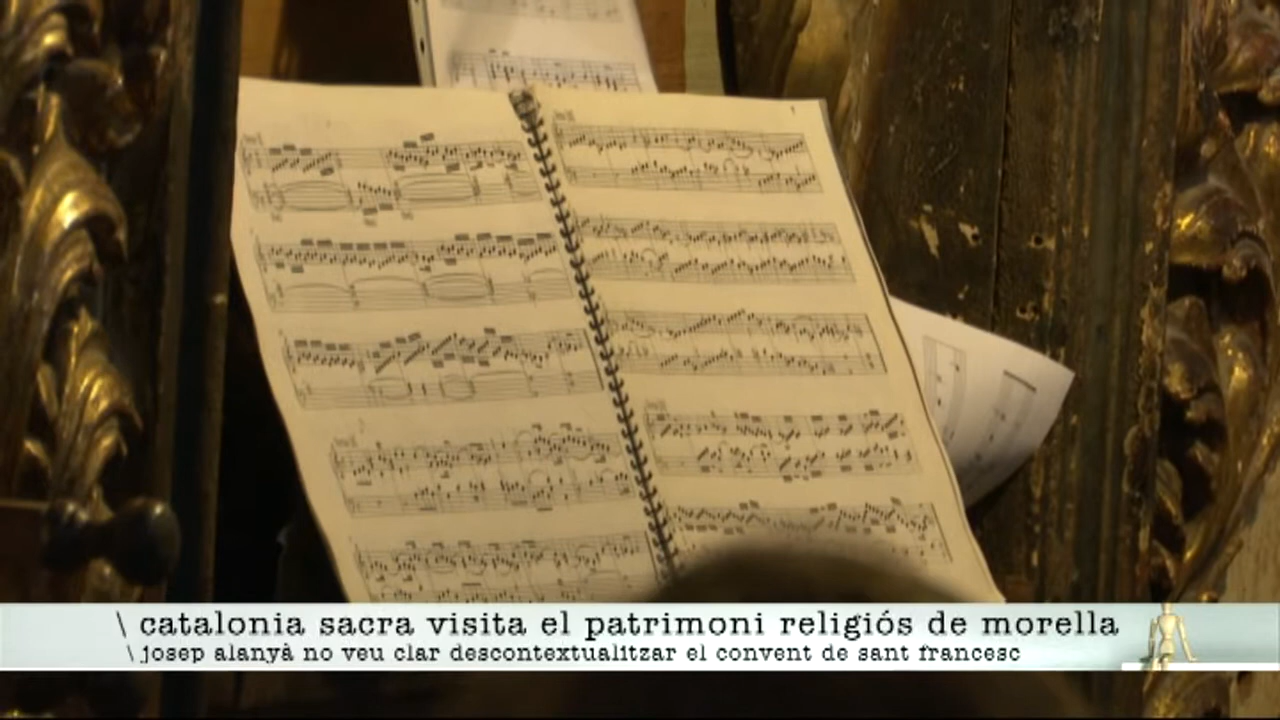 \ catalonia sacra visita el patrimoni religiós de morella
\ josep alanyà no veu clar descontextualitzar el convent de sant francesc